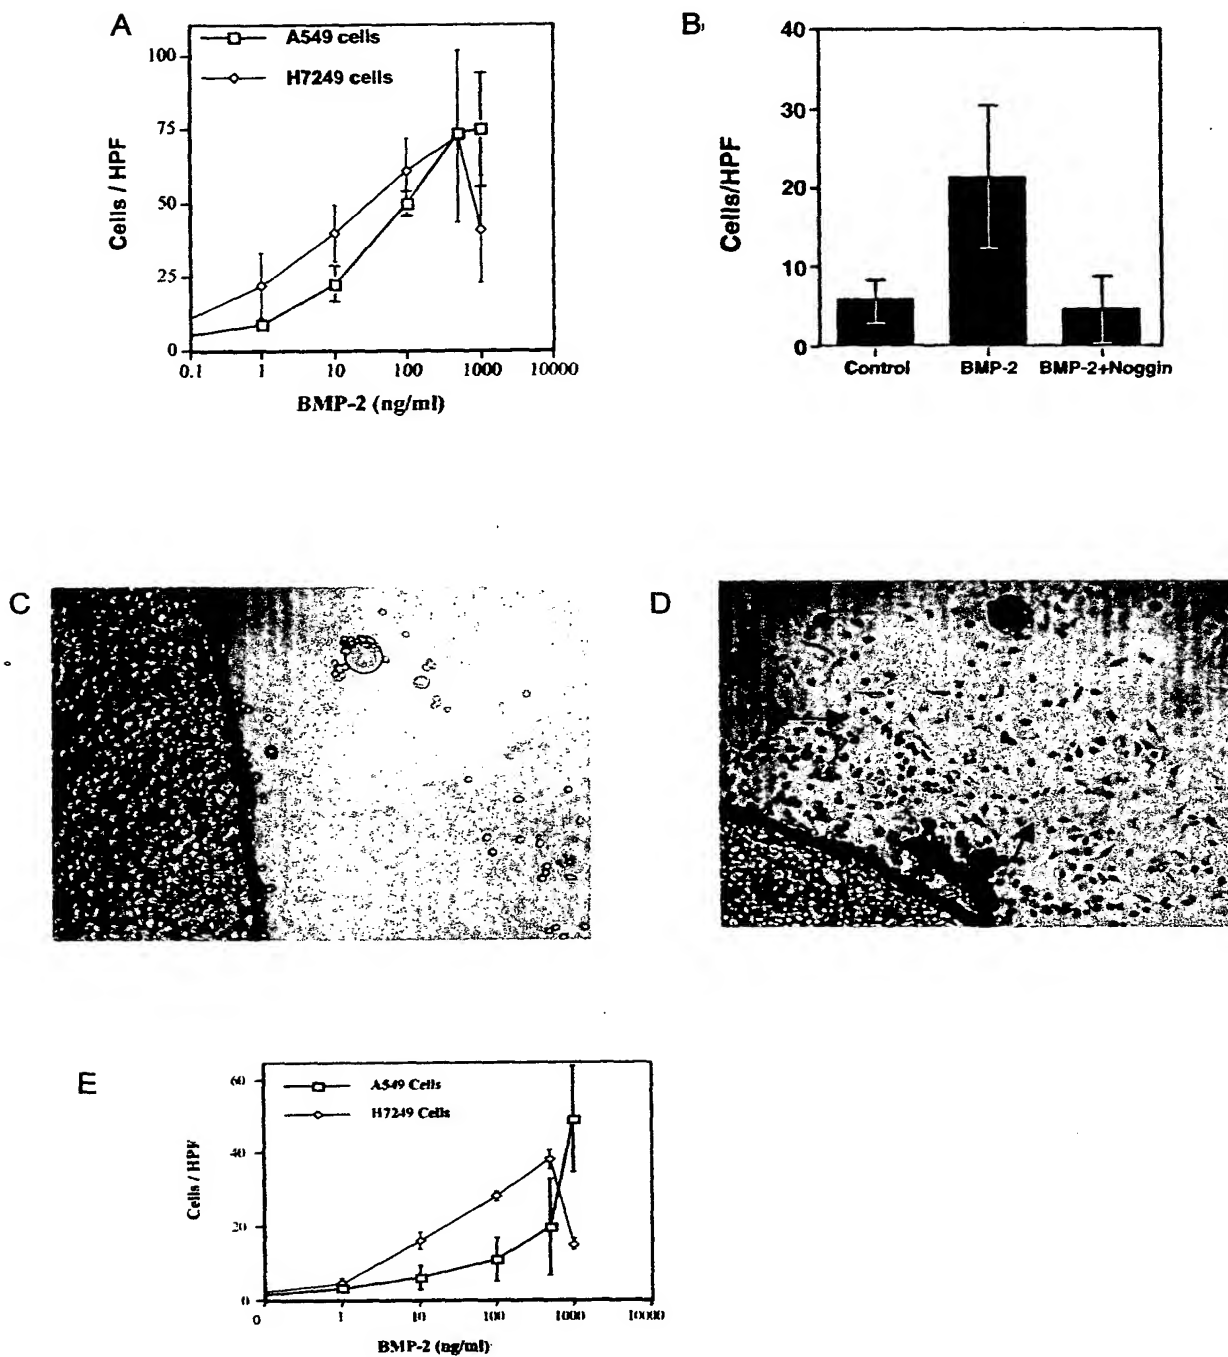 A
A549 cells
H7249 cells
100
75
50
25
0
Cells / HPF
0.1 1 10 100 1000 10000
BMP-2 (ng/ml)
B
40
30
20
10
0
Cells/HPF
Control BMP-2 BMP-2+Noggin
C
D
E
A549 Cells
H7249 Cells
60
40
20
0
Cells / HPF
0 1 10 100 1000 10000
BMP-2 (ng/ml)